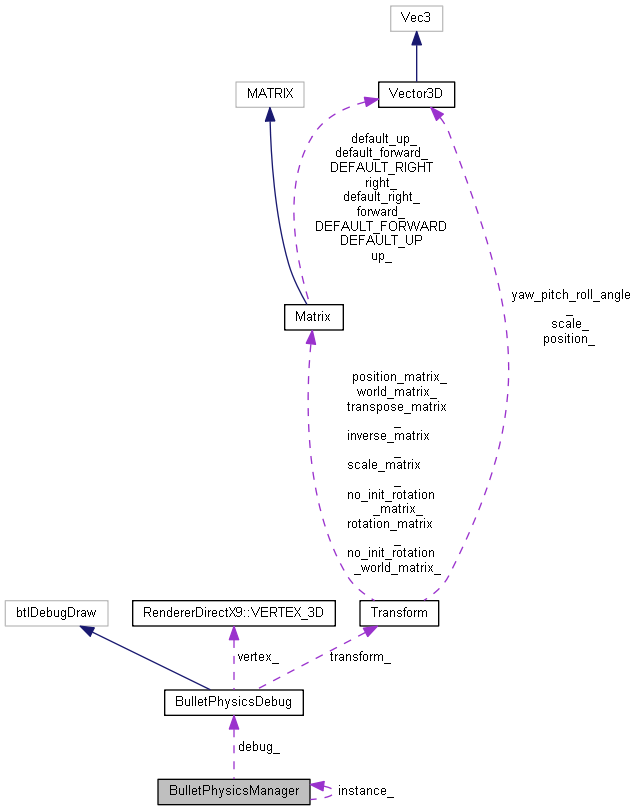 Vec3
MATRIX
Vector3D
default_up_
default_forward_
DEFAULT_RIGHT
right_
default_right_
forward_
DEFAULT_FORWARD
DEFAULT_UP
up_
yaw_pitch_roll_angle
_
scale_
position_
Matrix
position_matrix_
world_matrix_
transpose_matrix
_
inverse_matrix
_
scale_matrix
_
no_init_rotation
_matrix_
rotation_matrix
_
no_init_rotation
_world_matrix_
btIDebugDraw
RendererDirectX9::VERTEX_3D
Transform
vertex_
transform_
BulletPhysicsDebug
debug_
BulletPhysicsManager
instance_